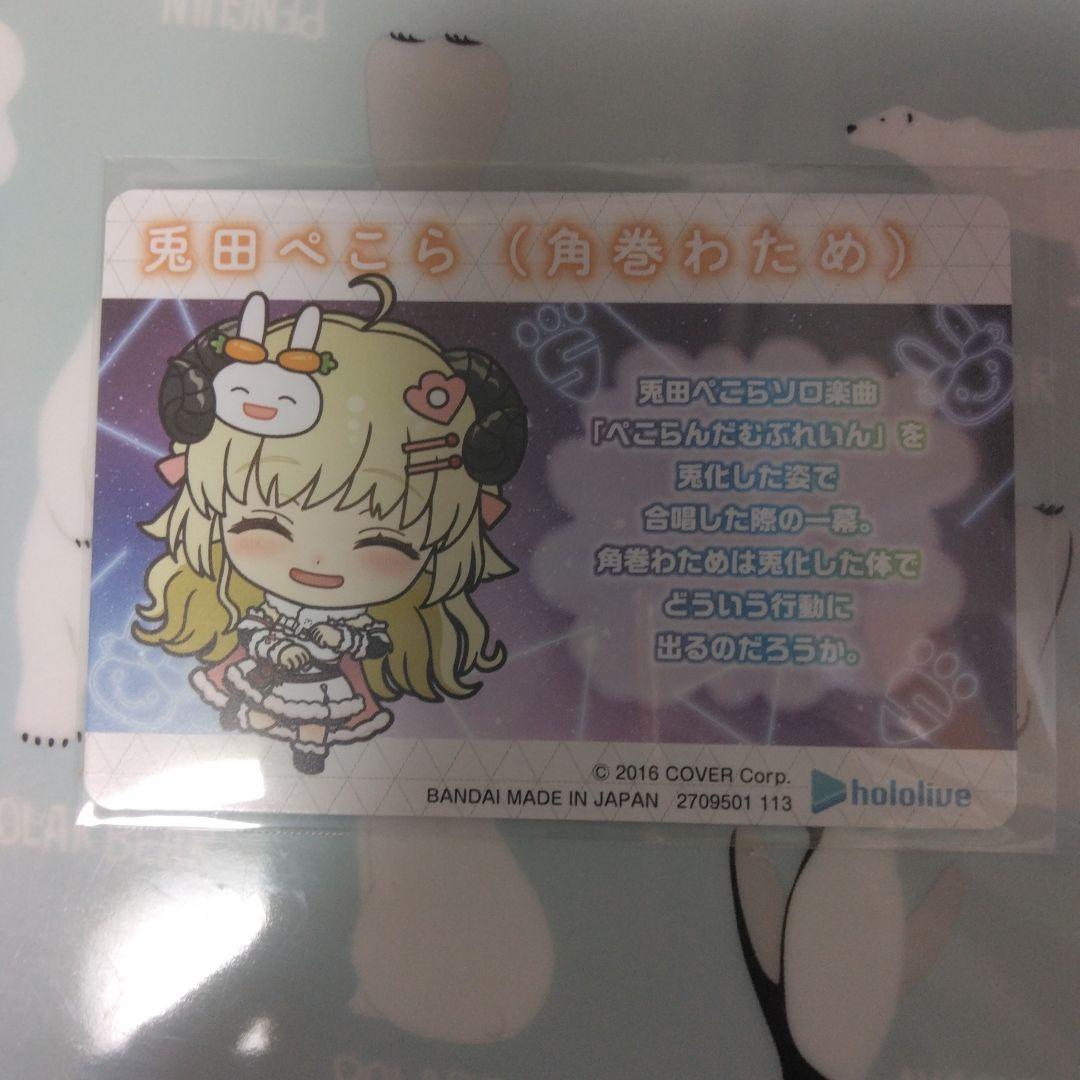 PENGUIN
兎田ぺこら（角巻わため）
兎田ぺこらソロ楽曲
「ぺこらんだむぶれいん」を
兎化した姿で
合唱した際の一幕。
角巻わためは兎化した体で
どういう行動に
出るのだろうか。
© 2016 COVER Corp.
BANDAI MADE IN JAPAN 2709501 113
hololive